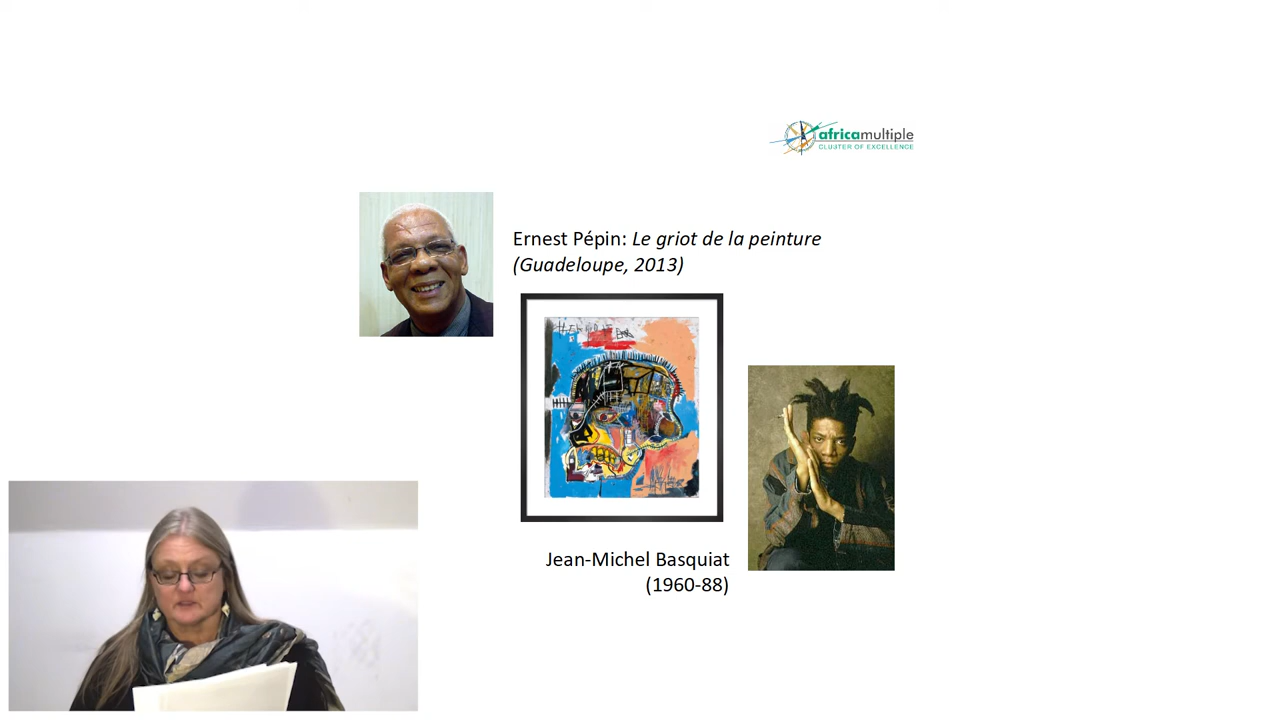 africamultiple
CLUSTER OF EXCELLENCE
Ernest Pépin: Le griot de la peinture
(Guadeloupe, 2013)
Jean-Michel Basquiat
(1960-88)